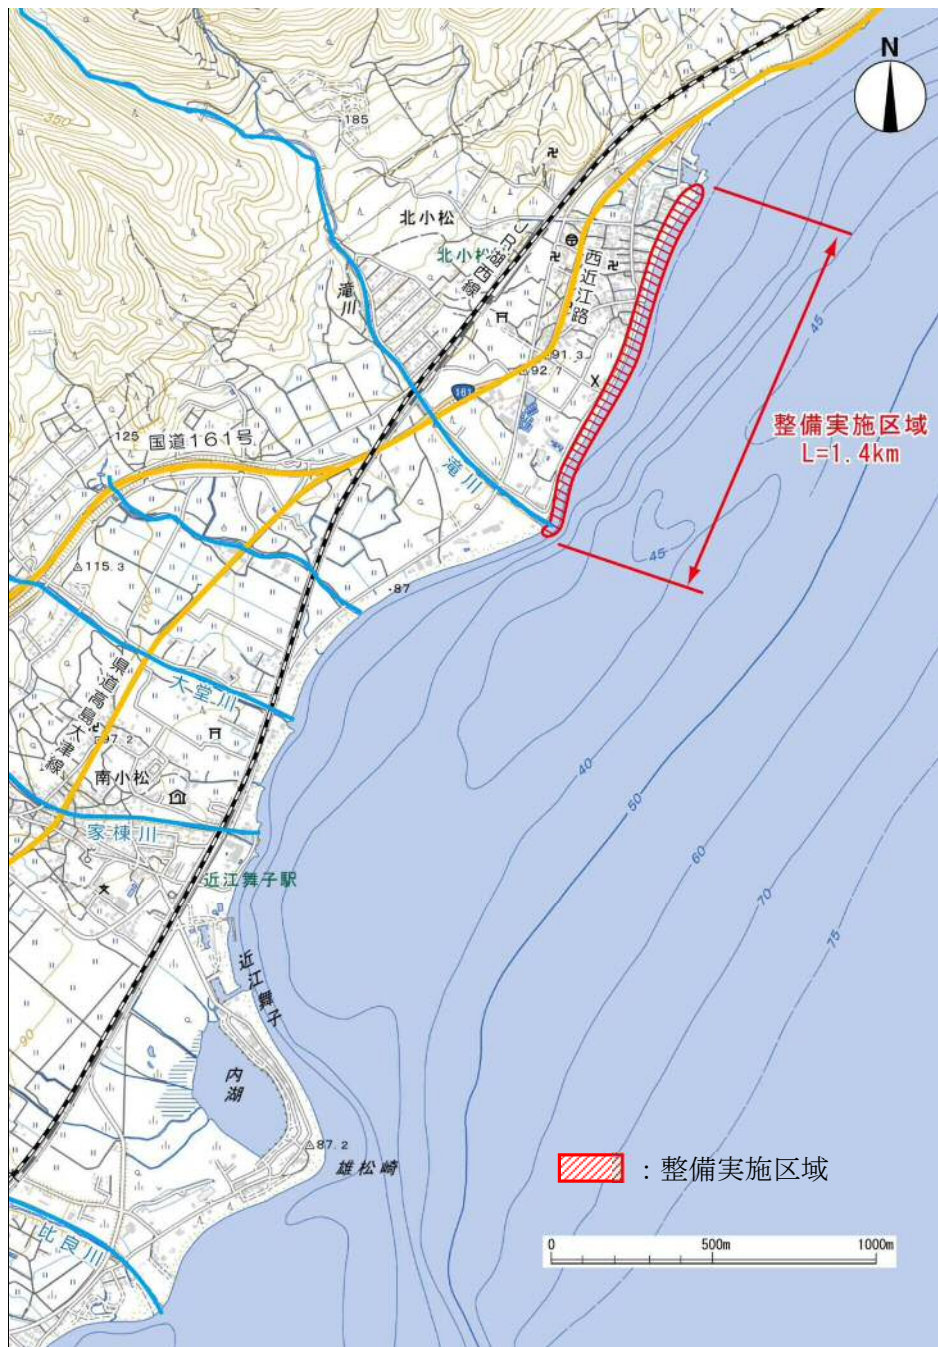 N
350
185
北小松
北小松
JR湖西線
西近江路
滝川
91.3
92.7
161
45
整備実施区域
L=1.4km
125
国道161号
滝川
45
115.3
87
100
大堂川
県道高島大津線
97.2
南小松
40
50
家棟川
60
近江舞子駅
70
75
近江舞子
90
内湖
87.2
雄松崎
：整備実施区域
比良川
0 500m 1000m